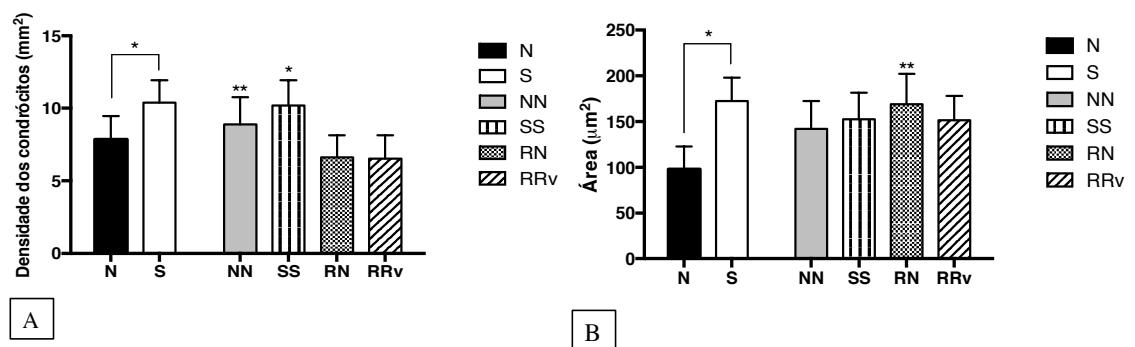 Densidade dos condrócitos (mm²)
15
10
5
0
*
**
*
N
S
NN
SS
RN
RRv
N
S
NN
SS
RN
RRv
A
Área (µm²)
250
200
150
100
50
0
*
**
N
S
NN
SS
RN
RRv
N
S
NN
SS
RN
RRv
B